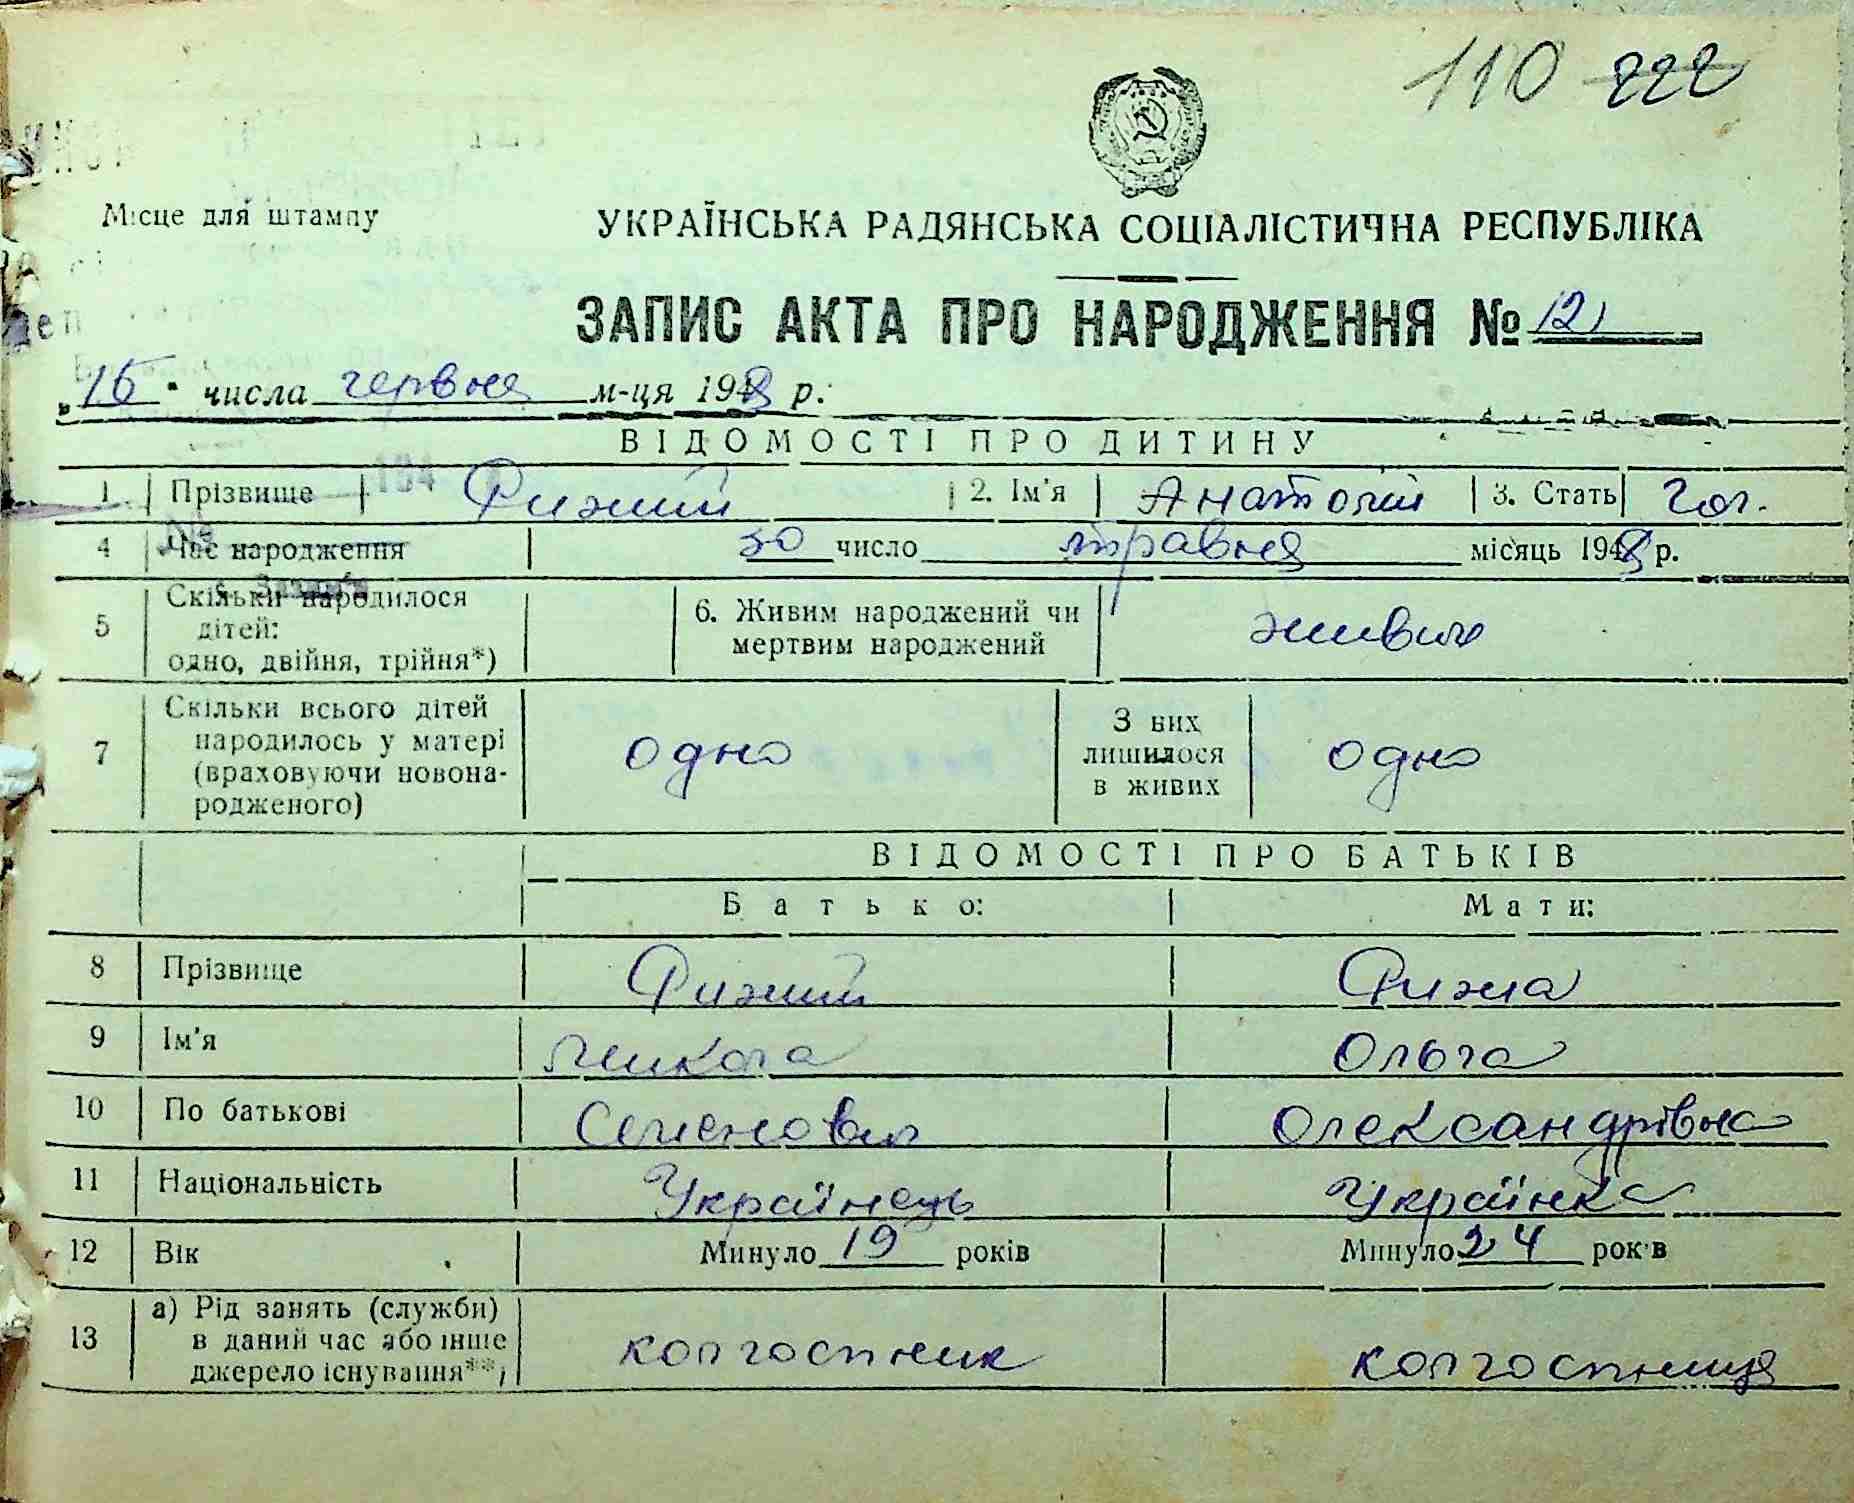 110 222
Місце для штампу
УКРАЇНСЬКА РАДЯНСЬКА СОЦІАЛІСТИЧНА РЕСПУБЛІКА
ЗАПИС АКТА ПРО НАРОДЖЕННЯ № 121
„15" числа червня м-ця 1948 р.
ВІДОМОСТІ ПРО ДИТИНУ
1 Прізвище Рижий 2. Ім'я Анатолій 3. Стать чол.
4 Час народження 30 число травня місяць 1948 р.
5 Скільки народилося дітей: одно, двійня, трійня*) 6. Живим народжений чи мертвим народжений живим
7 Скільки всього дітей народилось у матері (враховуючи новона-родженого) одно З них лишилося в живих одно
ВІДОМОСТІ ПРО БАТЬКІВ
Батько: Мати:
8 Прізвище Рижий Рижа
9 Ім'я Микола Ольга
10 По батькові Семенович Олександрівна
11 Національність Українець Українка
12 Вік Минуло 19 років Минуло 24 років
13 а) Рід занять (служби) в даний час або інше джерело існування**) колгоспник колгоспниця